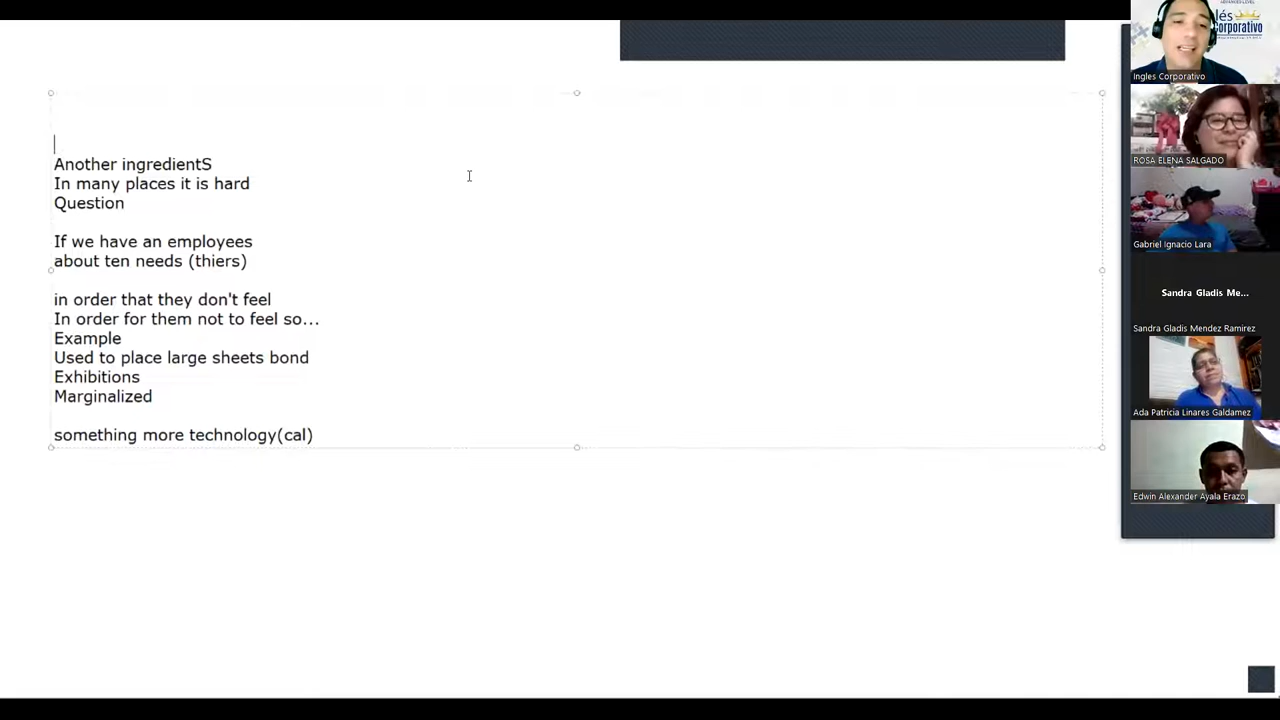 Another ingredientS
In many places it is hard
Question
If we have an employees
about ten needs (thiers)
in order that they don't feel
In order for them not to feel so...
Example
Used to place large sheets bond
Exhibitions
Marginalized
something more technology(cal)
lés
orporativo
Ingles Corporativo
ROSA ELENA SALGADO
Gabriel Ignacio Lara
Sandra Gladis Me...
Sandra Gladis Mendez Ramirez
Ada Patricia Linares Galdamez
Edwin Alexander Ayala Erazo